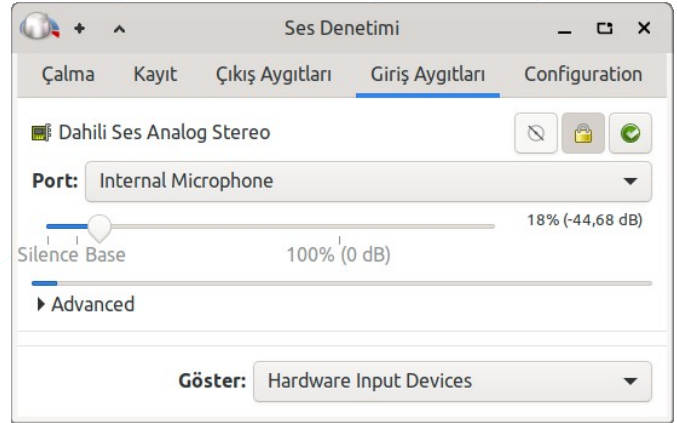 Ses Denetimi
Çalma Kayıt Çıkış Aygıtları Giriş Aygıtları Configuration
Dahili Ses Analog Stereo
Port: Internal Microphone
18% (-44,68 dB)
Silence Base 100% (0 dB)
Advanced
Göster: Hardware Input Devices